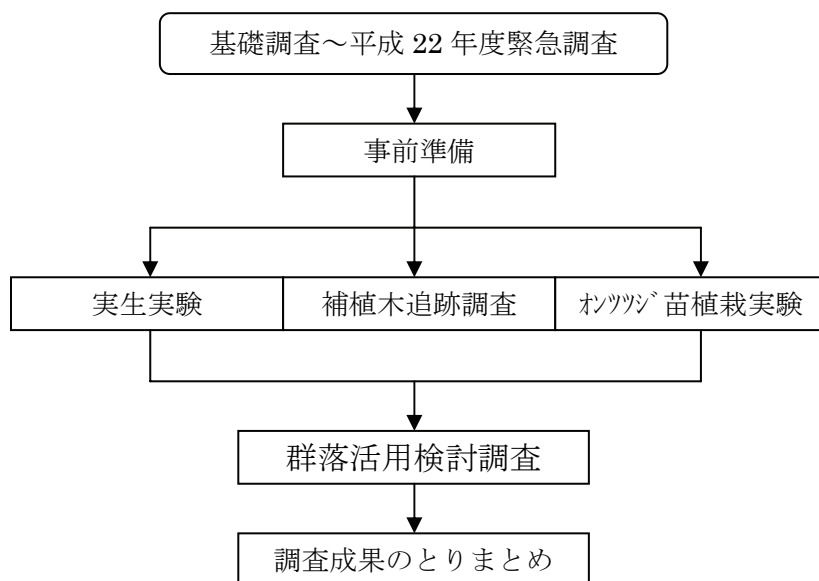 基礎調査～平成 22 年度緊急調査
事前準備
実生実験
補植木追跡調査
ｵﾝﾂﾂｼﾞ苗植栽実験
群落活用検討調査
調査成果のとりまとめ